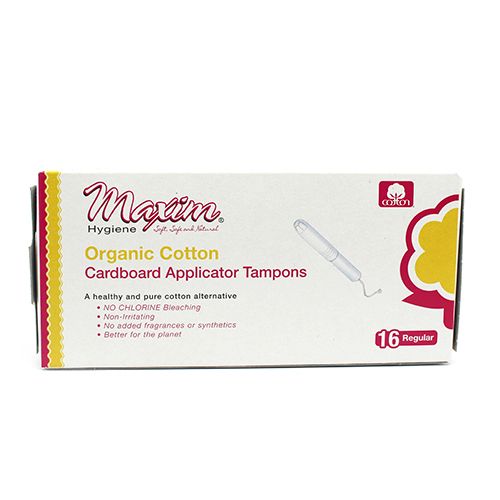 Maxim®
Hygiene Soft, Safe and Natural
cotton
Organic Cotton
Cardboard Applicator Tampons
A healthy and pure cotton alternative
• NO CHLORINE Bleaching
• Non-Irritating
• No added fragrances or synthetics
• Better for the planet
16 Regular